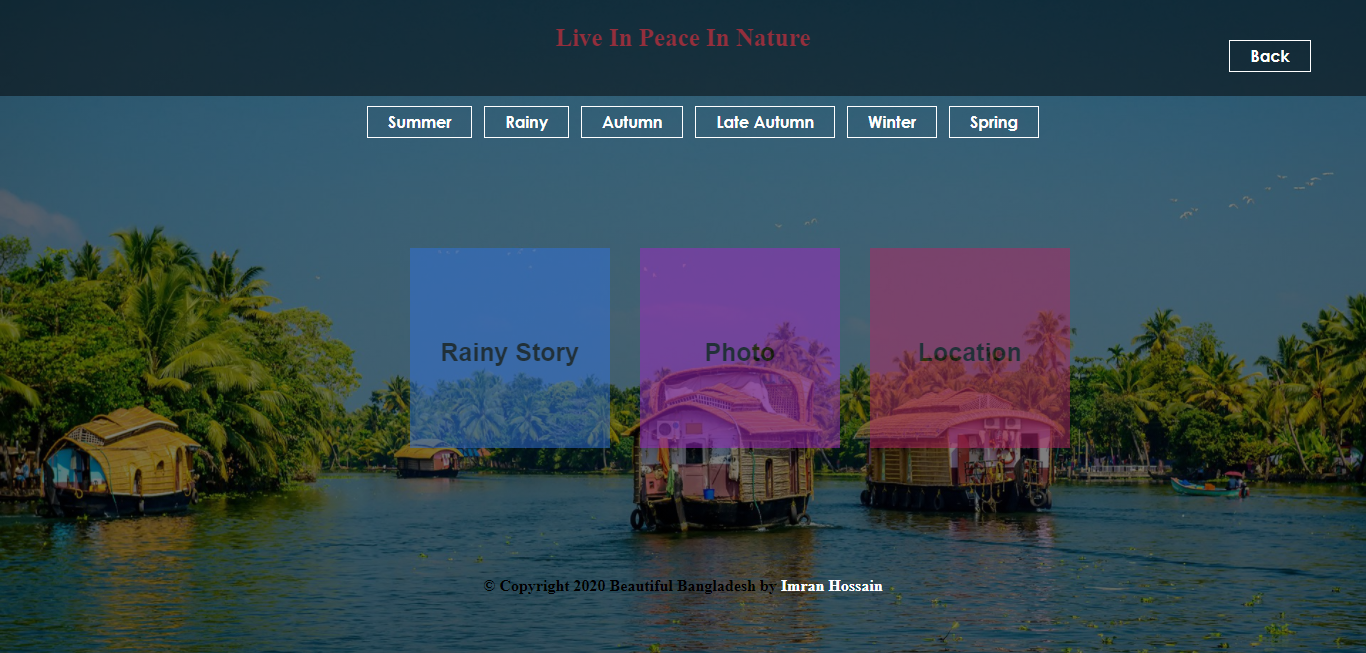 Live In Peace In Nature
Back
Summer Rainy Autumn Late Autumn Winter Spring
Rainy Story Photo Location
© Copyright 2020 Beautiful Bangladesh by Imran Hossain